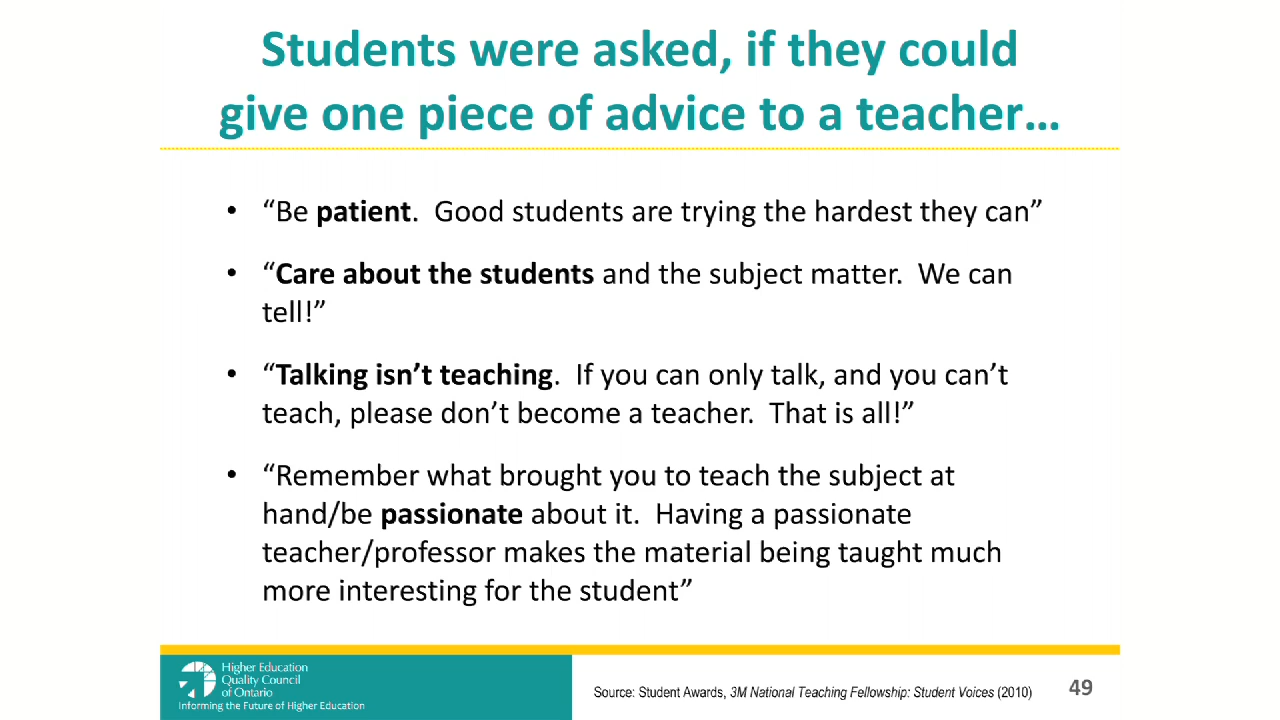 Students were asked, if they could
give one piece of advice to a teacher…
• “Be patient.  Good students are trying the hardest they can”
• “Care about the students and the subject matter.  We can
tell!”
• “Talking isn’t teaching.  If you can only talk, and you can’t
teach, please don’t become a teacher.  That is all!”
• “Remember what brought you to teach the subject at
hand/be passionate about it.  Having a passionate
teacher/professor makes the material being taught much
more interesting for the student”
Higher Education
Quality Council
of Ontario
Informing the Future of Higher Education
Source: Student Awards, 3M National Teaching Fellowship: Student Voices (2010)
49